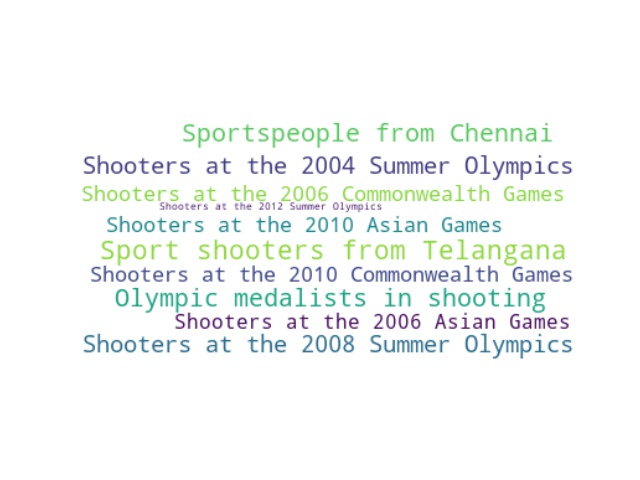 Sportspeople from Chennai
Shooters at the 2004 Summer Olympics
Shooters at the 2006 Commonwealth Games
Shooters at the 2012 Summer Olympics
Shooters at the 2010 Asian Games
Sport shooters from Telangana
Shooters at the 2010 Commonwealth Games
Olympic medalists in shooting
Shooters at the 2006 Asian Games
Shooters at the 2008 Summer Olympics